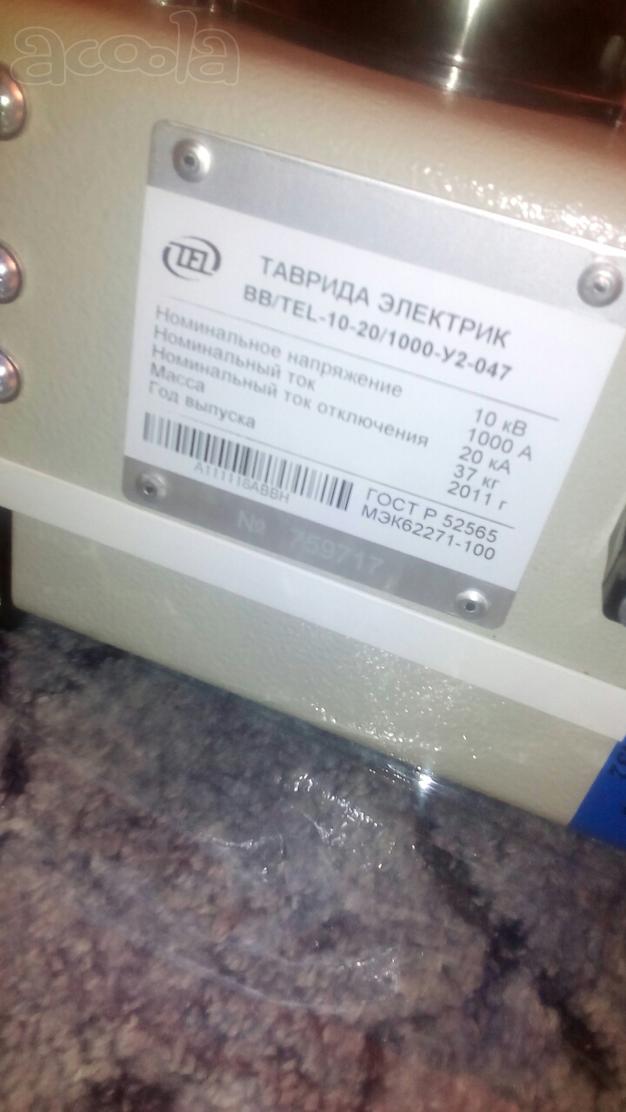 acoola
TEL
ТАВРИДА ЭЛЕКТРИК
BB/TEL-10-20/1000-У2-047
Номинальное напряжение 10 кВ
Номинальный ток 1000 А
Номинальный ток отключения 20 кА
Масса 37 кг
Год выпуска 2011 г
ГОСТ Р 52565
МЭК62271-100
№ 759717